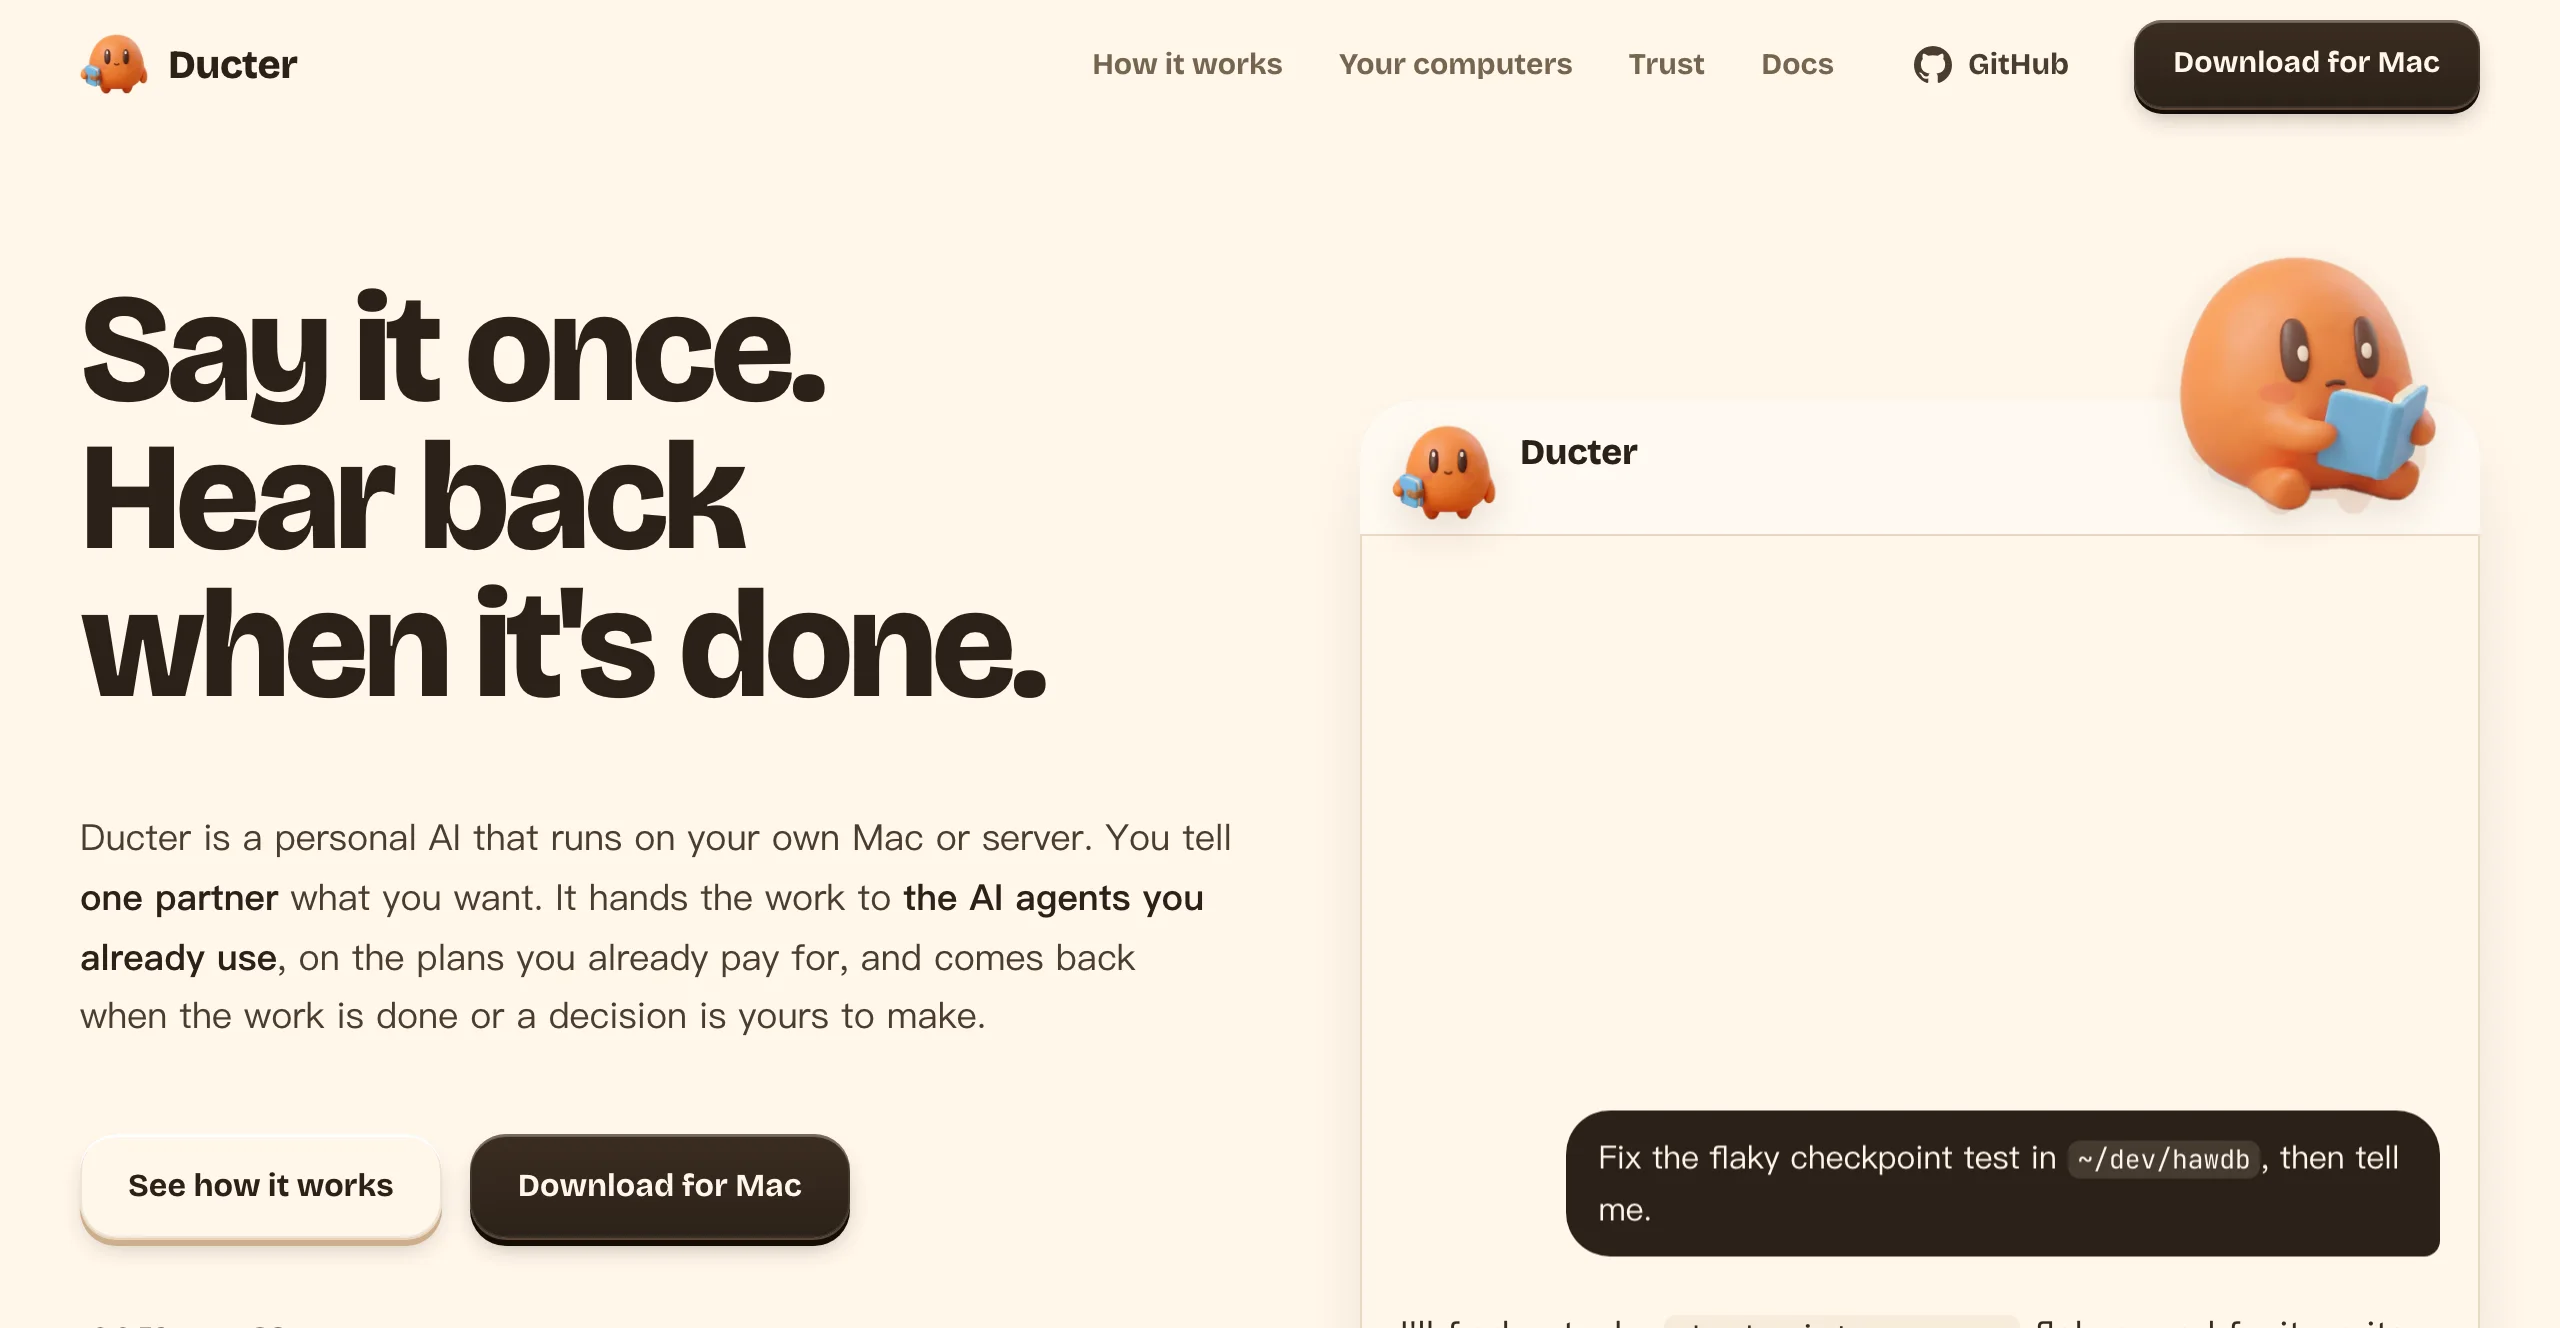 Ducter
How it works
Your computers
Trust
Docs
GitHub
Download for Mac
Say it once.
Hear back
when it's done.
Ducter is a personal AI that runs on your own Mac or server. You tell
one partner what you want. It hands the work to the AI agents you
already use, on the plans you already pay for, and comes back
when the work is done or a decision is yours to make.
See how it works
Download for Mac
Ducter
Fix the flaky checkpoint test in ~/dev/hawdb, then tell
me.